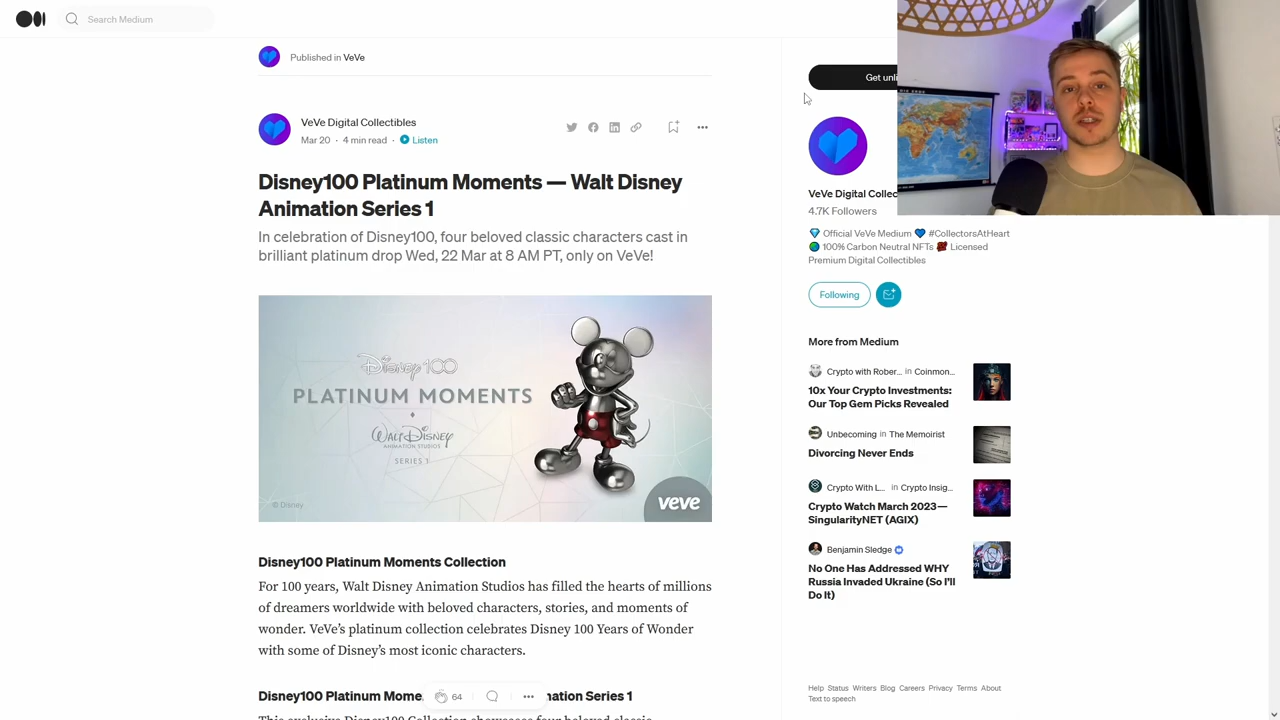 Search Medium
Published in VeVe
VeVe Digital Collectibles
Mar 20 · 4 min read · Listen
Disney100 Platinum Moments — Walt Disney
Animation Series 1
In celebration of Disney100, four beloved classic characters cast in
brilliant platinum drop Wed, 22 Mar at 8 AM PT, only on VeVe!
Disney100
PLATINUM MOMENTS
WALT DISNEY
ANIMATION STUDIOS
SERIES 1
© Disney
veve
Disney100 Platinum Moments Collection
For 100 years, Walt Disney Animation Studios has filled the hearts of millions
of dreamers worldwide with beloved characters, stories, and moments of
wonder. VeVe's platinum collection celebrates Disney 100 Years of Wonder
with some of Disney's most iconic characters.
Disney100 Platinum Mome
nation Series 1
64
Get unli
VeVe Digital Collec
4.7K Followers
💎 Official VeVe Medium 💙 #CollectorsAtHeart
🌎 100% Carbon Neutral NFTs Licensed
Premium Digital Collectibles
Following
More from Medium
Crypto with Rober... in Coinmon...
10x Your Crypto Investments:
Our Top Gem Picks Revealed
Unbecoming in The Memoirist
Divorcing Never Ends
Crypto With L... in Crypto Insig...
Crypto Watch March 2023—
SingularityNET (AGIX)
Benjamin Sledge
No One Has Addressed WHY
Russia Invaded Ukraine (So I'll
Do It)
Help Status Writers Blog Careers Privacy Terms About
Text to speech